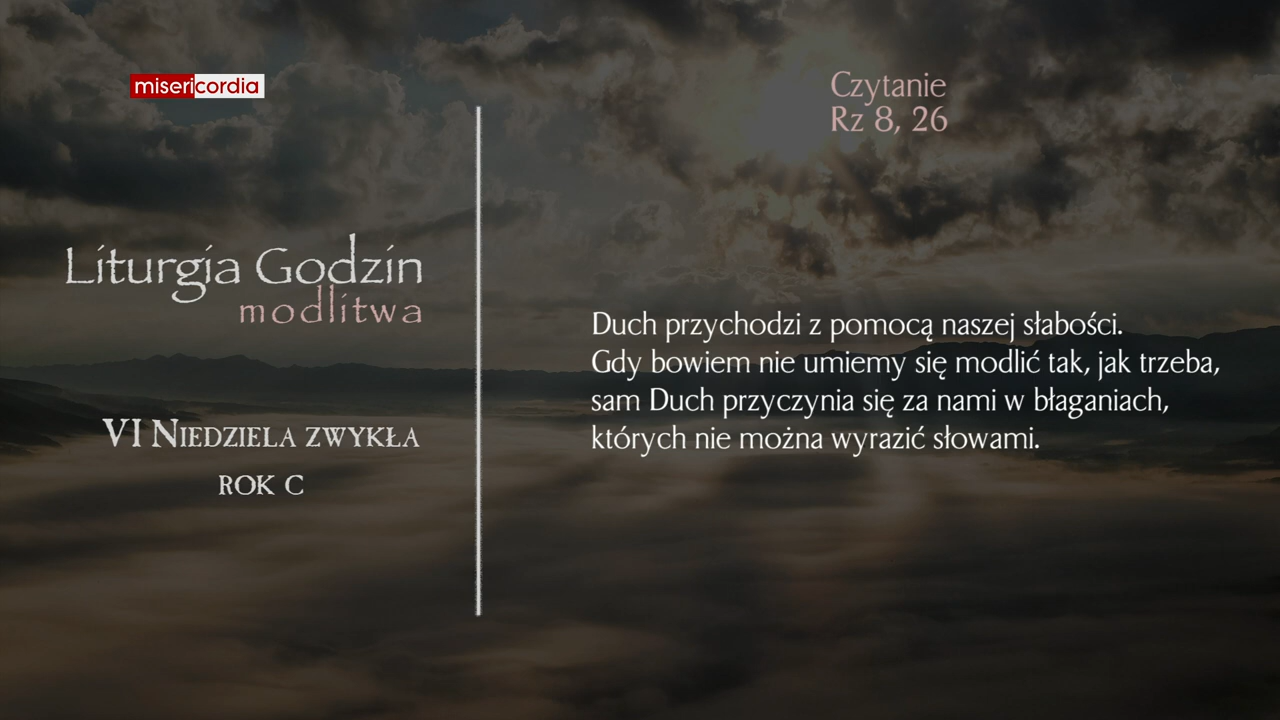 misericordia
Liturgia Godzin
modlitwa
VI Niedziela zwykła
rok C
Czytanie
Rz 8, 26
Duch przychodzi z pomocą naszej słabości.
Gdy bowiem nie umiemy się modlić tak, jak trzeba,
sam Duch przyczynia się za nami w błaganiach,
których nie można wyrazić słowami.